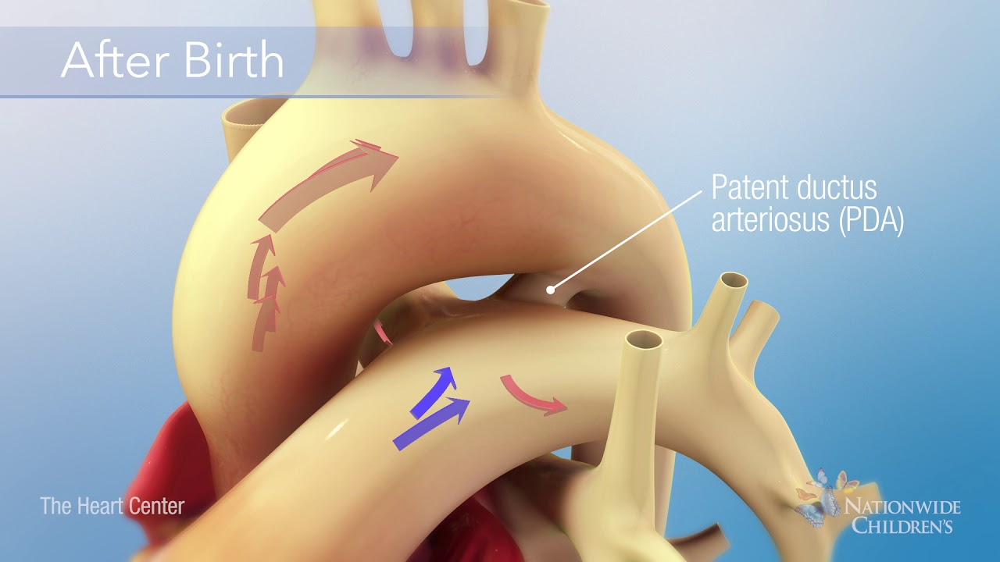 After Birth
Patent ductus
arteriosus (PDA)
The Heart Center
NATIONWIDE
CHILDREN'S